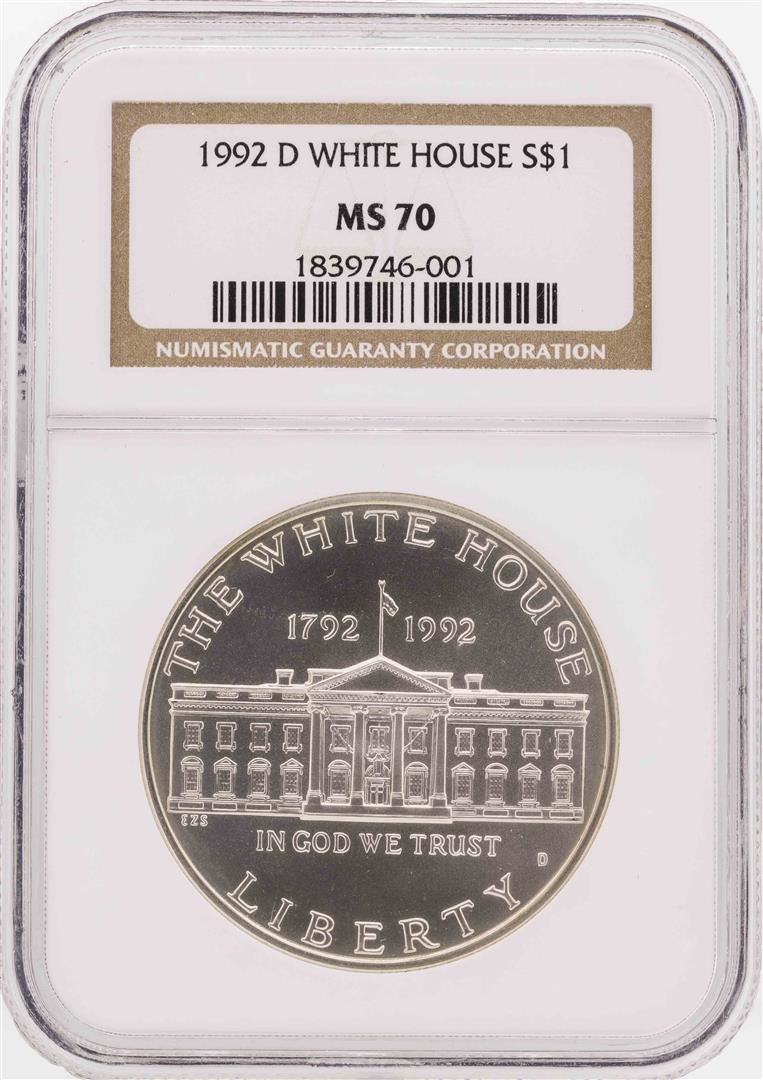 1992 D WHITE HOUSE S$1
MS 70
1839746-001
NUMISMATIC GUARANTY CORPORATION
THE WHITE HOUSE
1792 1992
EZS
IN GOD WE TRUST
D
LIBERTY